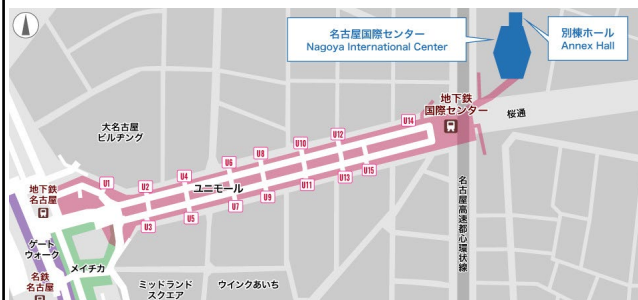 名古屋国際センター
Nagoya International Center
別棟ホール
Annex Hall
地下鉄
国際センター
桜通
大名古屋
ビルヂング
U14
U12
U10
U8
U6
U4
U2
U1
ユニモール
U15
U13
U11
U9
U7
U5
U3
地下鉄
名古屋
名古屋高速都心環状線
ゲート
ウォーク
メイチカ
名鉄
名古屋
ミッドランド
スクエア
ウインクあいち